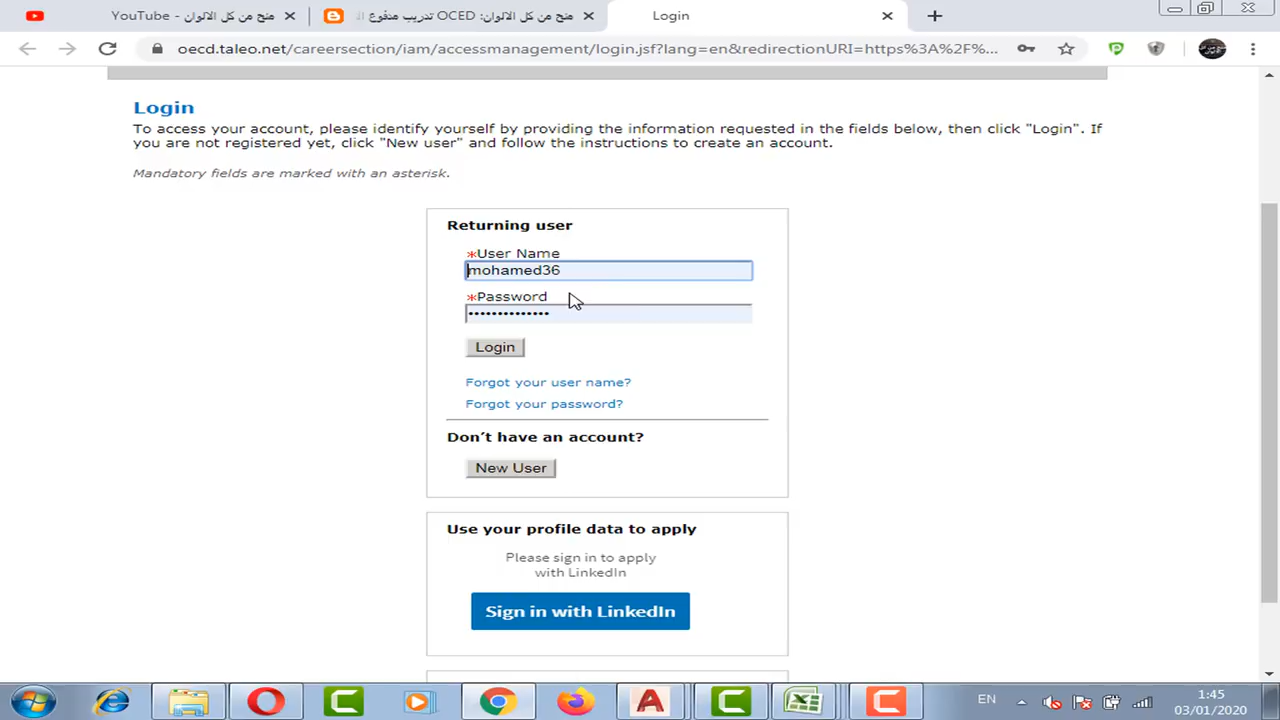 منح من كل الالوان - YouTube
منح من كل الالوان: OCED تدريب مدفوع ال
Login
oecd.taleo.net/careersection/iam/accessmanagement/login.jsf?lang=en&redirectionURI=https%3A%2F%...
Login
To access your account, please identify yourself by providing the information requested in the fields below, then click "Login". If
you are not registered yet, click "New user" and follow the instructions to create an account.
Mandatory fields are marked with an asterisk.
Returning user
*User Name
mohamed36
*Password
••••••••••••••
Login
Forgot your user name?
Forgot your password?
Don't have an account?
New User
Use your profile data to apply
Please sign in to apply
with LinkedIn
Sign in with LinkedIn
EN
1:45
03/01/2020